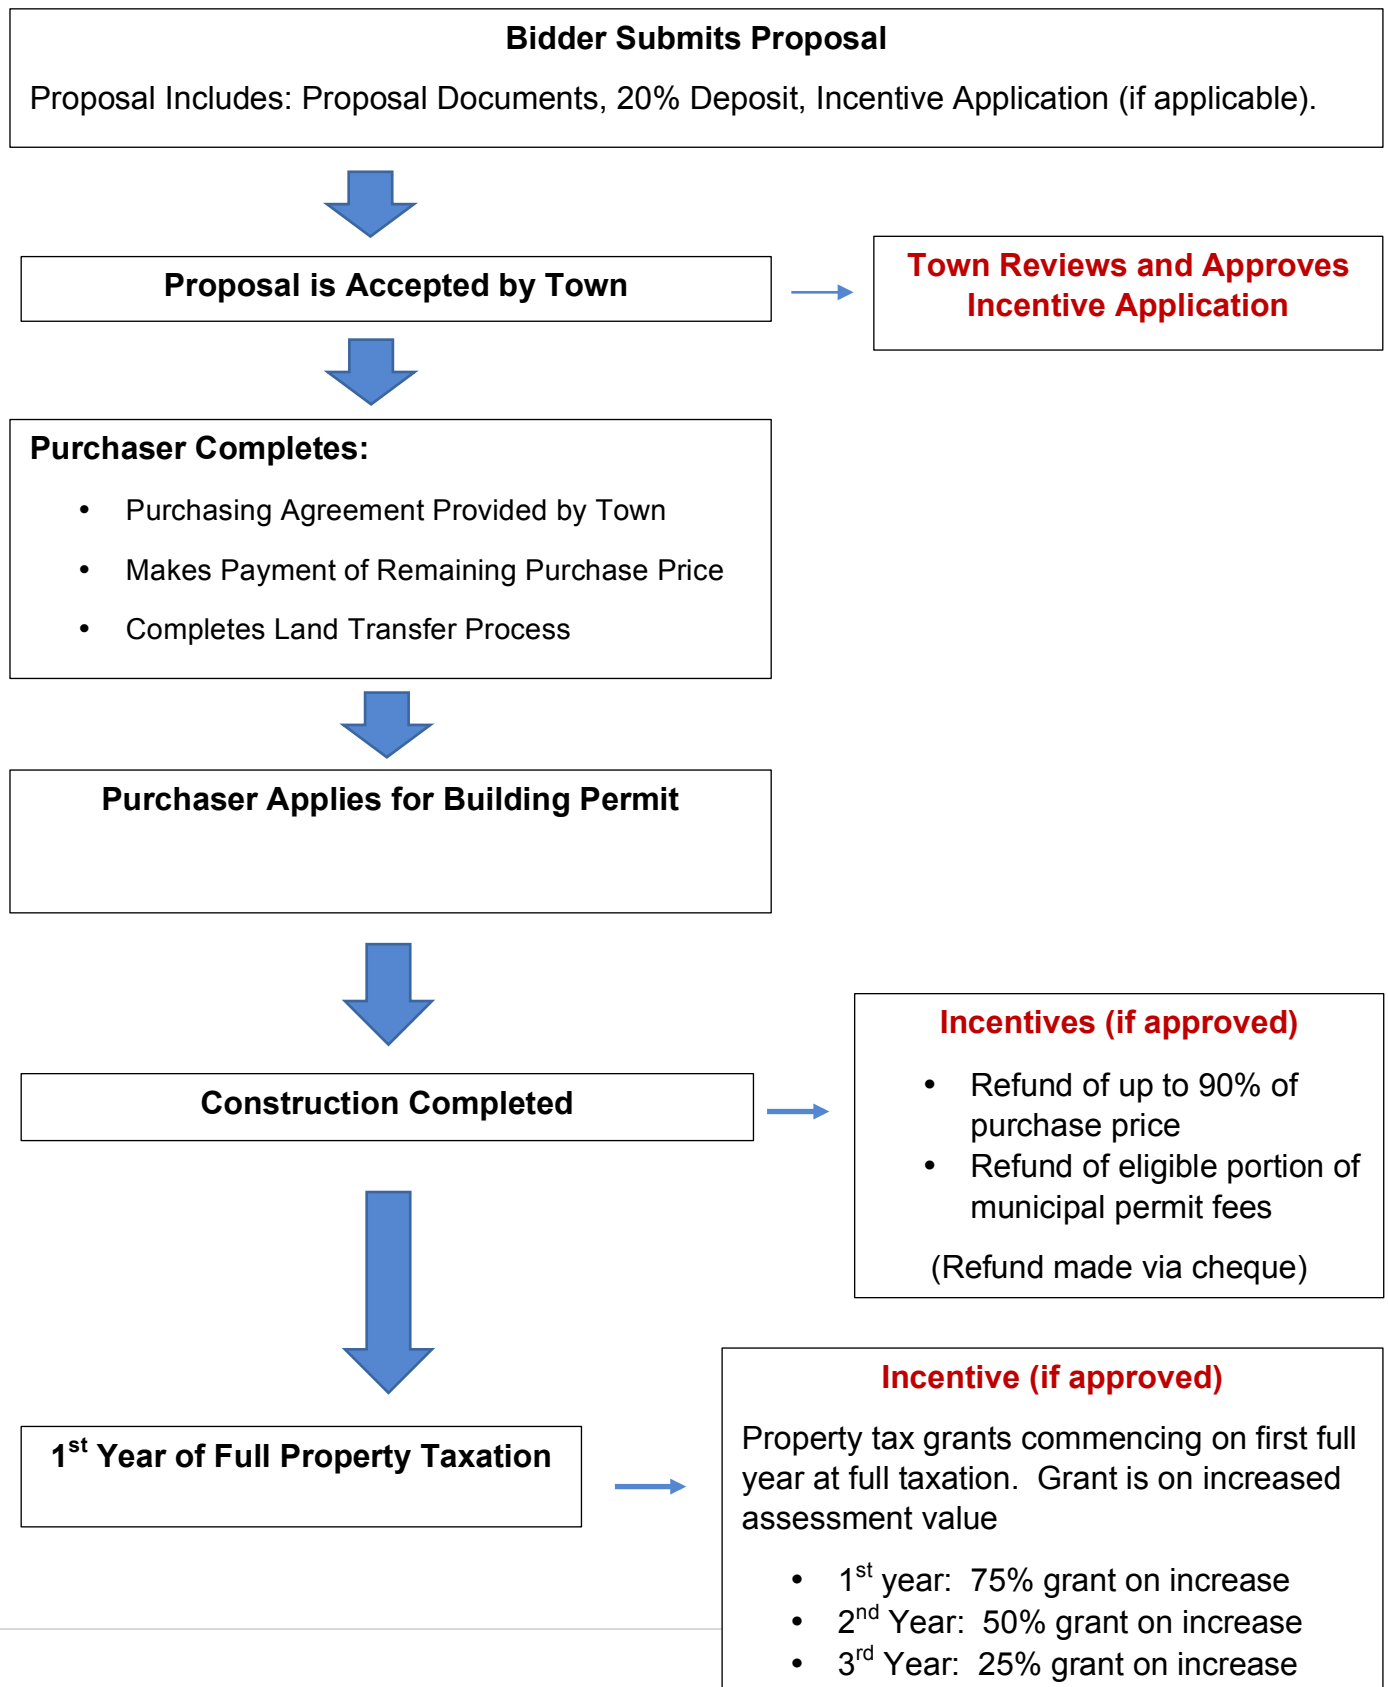 Bidder Submits Proposal
Proposal Includes: Proposal Documents, 20% Deposit, Incentive Application (if applicable).
Proposal is Accepted by Town
Town Reviews and Approves
Incentive Application
Purchaser Completes:
• Purchasing Agreement Provided by Town
• Makes Payment of Remaining Purchase Price
• Completes Land Transfer Process
Purchaser Applies for Building Permit
Construction Completed
Incentives (if approved)
• Refund of up to 90% of
purchase price
• Refund of eligible portion of
municipal permit fees
(Refund made via cheque)
1st Year of Full Property Taxation
Incentive (if approved)
Property tax grants commencing on first full
year at full taxation.  Grant is on increased
assessment value
• 1st year:  75% grant on increase
• 2nd Year:  50% grant on increase
• 3rd Year:  25% grant on increase